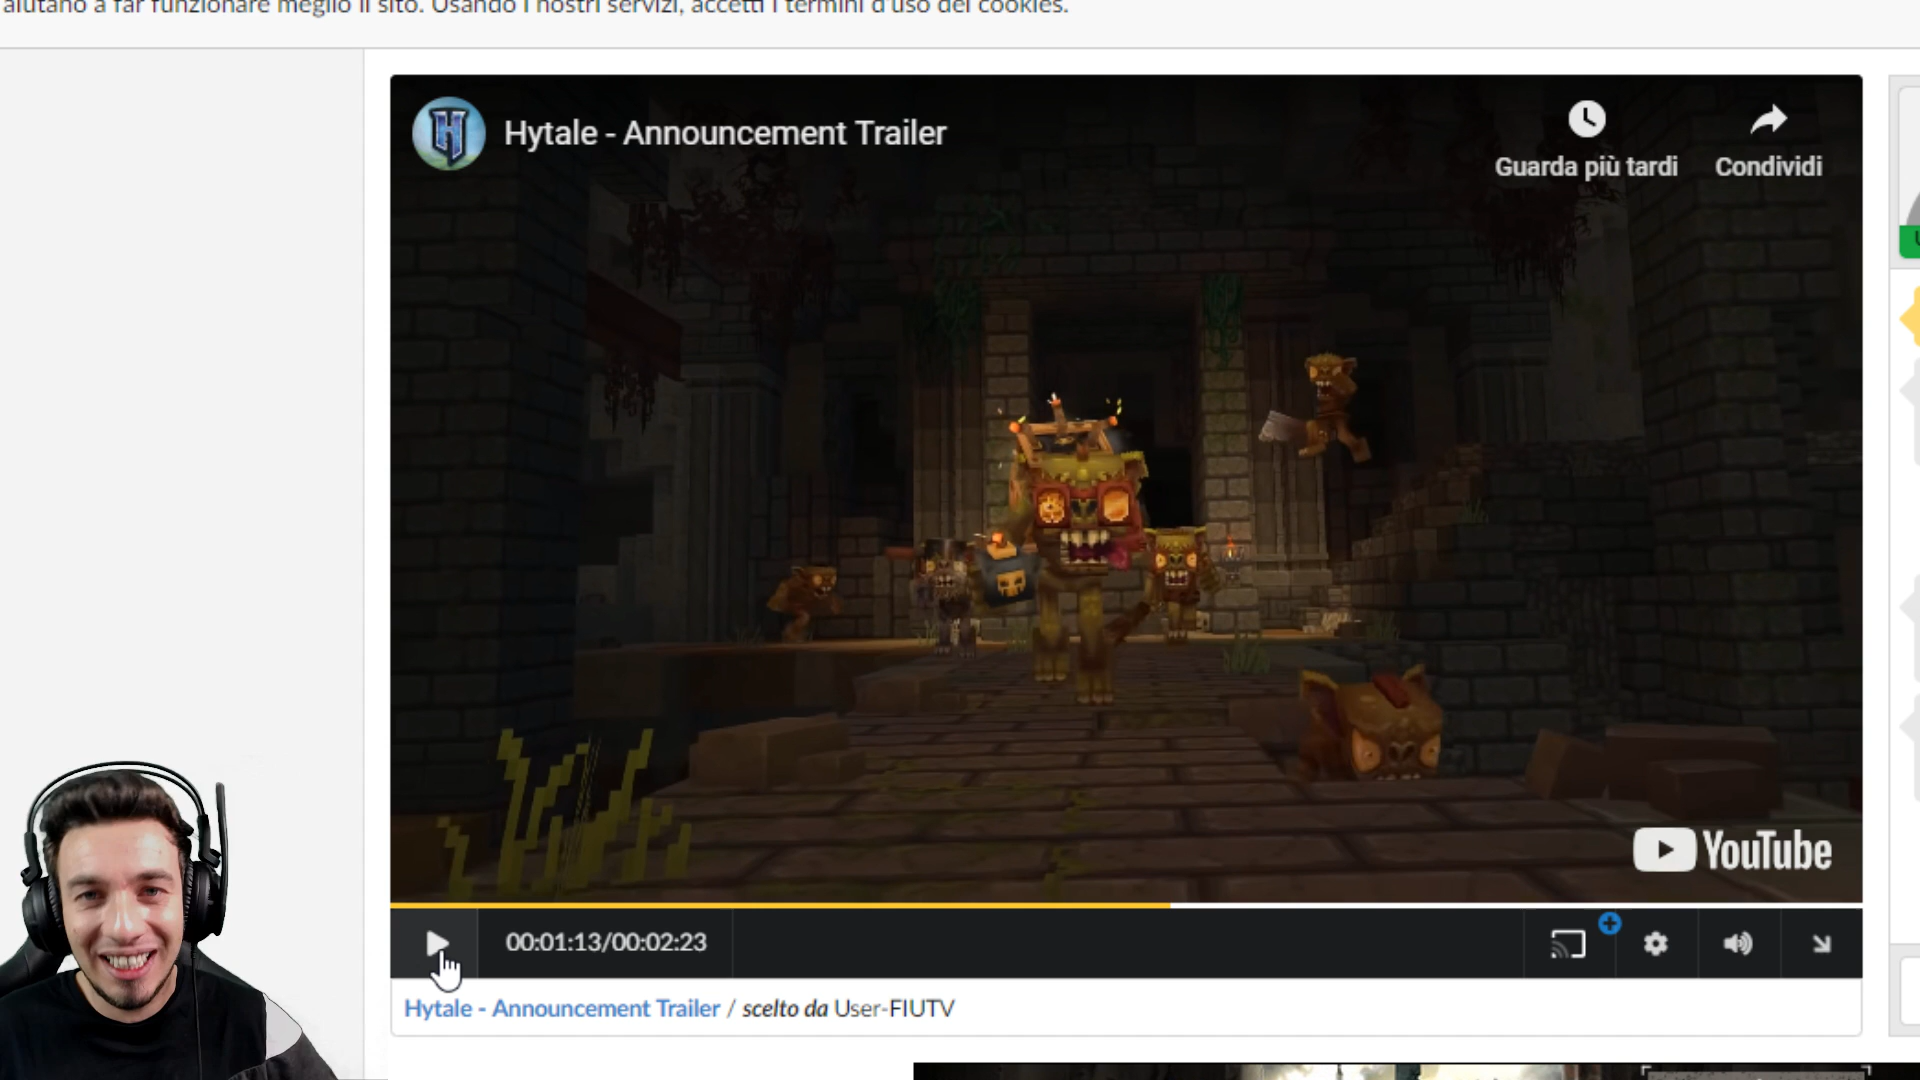 aiutano a far funzionare meglio il sito. Usando i nostri servizi, accetti i termini d'uso dei cookies.
Hytale - Announcement Trailer
Guarda più tardi
Condividi
YouTube
00:01:13/00:02:23
Hytale - Announcement Trailer / scelto da User-FIUTV